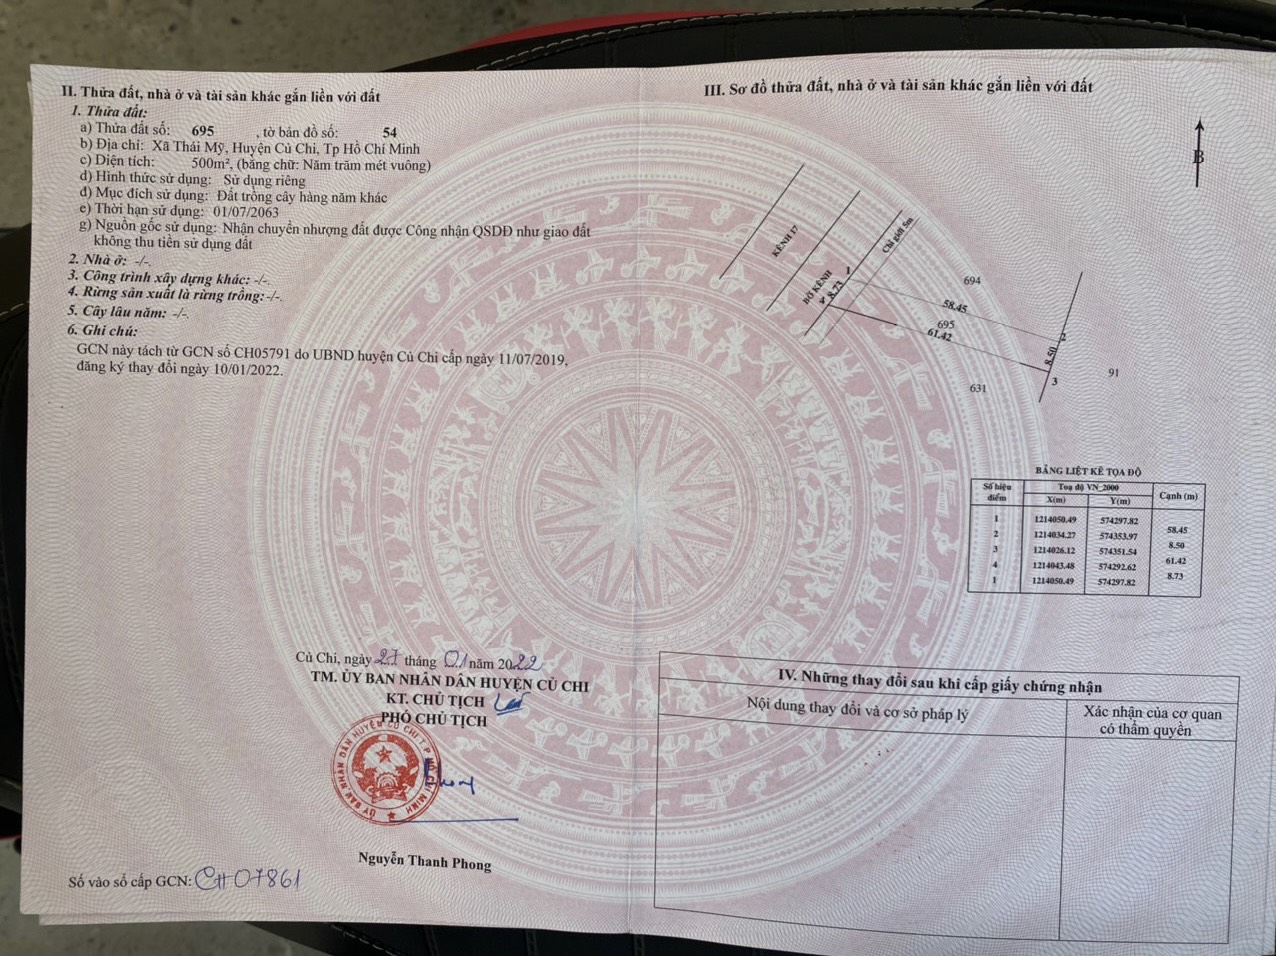 II. Thửa đất, nhà ở và tài sản khác gắn liền với đất
1. Thửa đất:
a) Thửa đất số: 695 , tờ bản đồ số: 54
b) Địa chỉ: Xã Thái Mỹ, Huyện Củ Chi, Tp Hồ Chí Minh
c) Diện tích: 500m², (bằng chữ: Năm trăm mét vuông)
d) Hình thức sử dụng: Sử dụng riêng
đ) Mục đích sử dụng: Đất trồng cây hàng năm khác
e) Thời hạn sử dụng: 01/07/2063
g) Nguồn gốc sử dụng: Nhận chuyển nhượng đất được Công nhận QSDĐ như giao đất
không thu tiền sử dụng đất
2. Nhà ở: -/-.
3. Công trình xây dựng khác: -/-.
4. Rừng sản xuất là rừng trồng:-/-.
5. Cây lâu năm: -/-.
6. Ghi chú:
GCN này tách từ GCN số CH05791 do UBND huyện Củ Chi cấp ngày 11/07/2019,
đăng ký thay đổi ngày 10/01/2022.
Củ Chi, ngày 27 tháng 01 năm 2022
TM. ỦY BAN NHÂN DÂN HUYỆN CỦ CHI
KT. CHỦ TỊCH
PHÓ CHỦ TỊCH
ỦY BAN NHÂN DÂN HUYỆN CỦ CHI T.P HỒ CHÍ MINH
Nguyễn Thanh Phong
Số vào sổ cấp GCN: CH07861
III. Sơ đồ thửa đất, nhà ở và tài sản khác gắn liền với đất
B
KÊNH 17
BỜ KÊNH
Chỉ giới 5m
1
4
8.73
694
58.45
695
61.42
2
8.50
3
91
631
BẢNG LIỆT KÊ TỌA ĐỘ
Số hiệu điểm Toạ độ VN_2000 Cạnh (m)
X(m) Y(m)
1 1214050.49 574297.82
58.45
2 1214034.27 574353.97
8.50
3 1214026.12 574351.54
61.42
4 1214043.48 574292.62
8.73
1 1214050.49 574297.82
IV. Những thay đổi sau khi cấp giấy chứng nhận
Nội dung thay đổi và cơ sở pháp lý
Xác nhận của cơ quan
có thẩm quyền